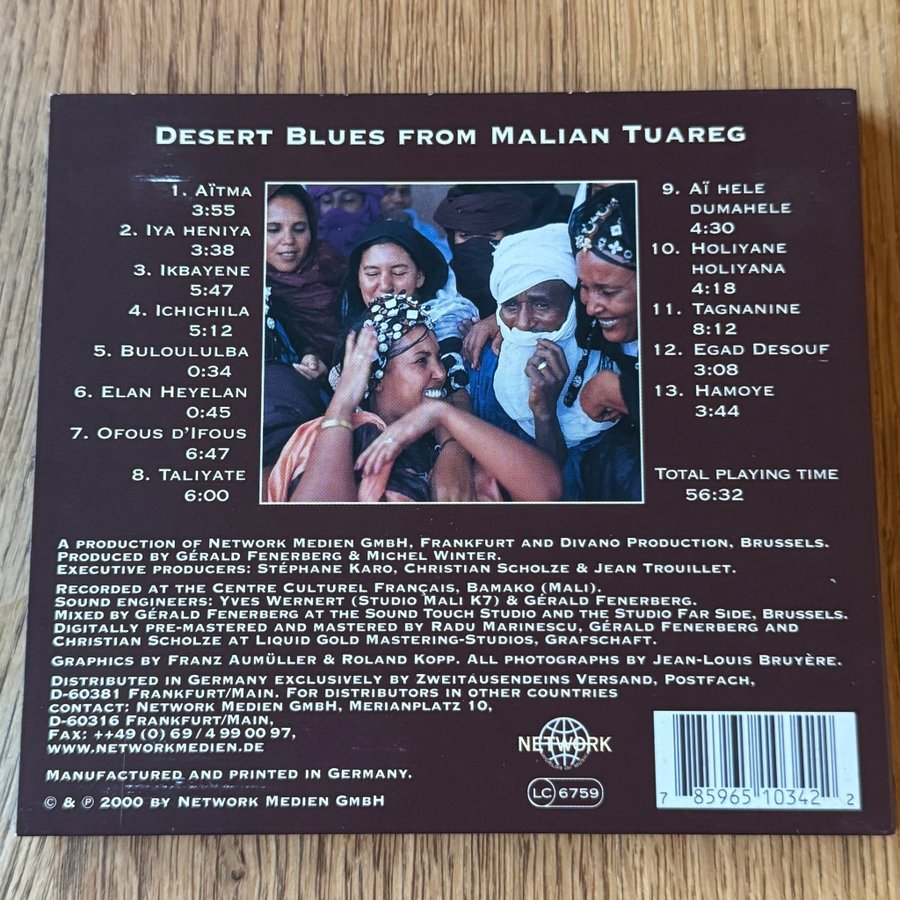 DESERT BLUES FROM MALIAN TUAREG
1. AÏTMA
3:55
2. IYA HENIYA
3:38
3. IKBAYENE
5:47
4. ICHICHILA
5:12
5. BULOULULBA
0:34
6. ELAN HEYELAN
0:45
7. OFOUS D'IFOUS
6:47
8. TALIYATE
6:00
9. AÏ HELE
DUMAHELE
4:30
10. HOLIYANE
HOLIYANA
4:18
11. TAGNANINE
8:12
12. EGAD DESOUF
3:08
13. HAMOYE
3:44
TOTAL PLAYING TIME
56:32
A PRODUCTION OF NETWORK MEDIEN GMBH, FRANKFURT AND DIVANO PRODUCTION, BRUSSELS.
PRODUCED BY GÉRALD FENERBERG & MICHEL WINTER.
EXECUTIVE PRODUCERS: STÉPHANE KARO, CHRISTIAN SCHOLZE & JEAN TROUILLET.
RECORDED AT THE CENTRE CULTUREL FRANÇAIS, BAMAKO (MALI).
SOUND ENGINEERS: YVES WERNERT (STUDIO MALI K7) & GÉRALD FENERBERG.
MIXED BY GÉRALD FENERBERG AT THE SOUND TOUCH STUDIO AND THE STUDIO FAR SIDE, BRUSSELS.
DIGITALLY PRE-MASTERED AND MASTERED BY RADU MARINESCU, GÉRALD FENERBERG AND
CHRISTIAN SCHOLZE AT LIQUID GOLD MASTERING-STUDIOS, GRAFSCHAFT.
GRAPHICS BY FRANZ AUMÜLLER & ROLAND KOPP. ALL PHOTOGRAPHS BY JEAN-LOUIS BRUYÈRE.
DISTRIBUTED IN GERMANY EXCLUSIVELY BY ZWEITAUSENDEINS VERSAND, POSTFACH,
D-60381 FRANKFURT/MAIN. FOR DISTRIBUTORS IN OTHER COUNTRIES
CONTACT: NETWORK MEDIEN GMBH, MERIANPLATZ 10,
D-60316 FRANKFURT/MAIN,
FAX: ++49 (0) 69 / 4 99 00 97,
WWW.NETWORKMEDIEN.DE
MANUFACTURED AND PRINTED IN GERMANY.
© & ℗ 2000 BY NETWORK MEDIEN GMBH
NETWORK
LC 6759
7 85965 10342 2